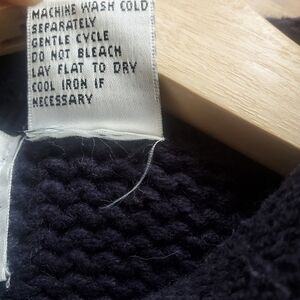 MACHINE WASH COLD
SEPARATELY
GENTLE CYCLE
DO NOT BLEACH
LAY FLAT TO DRY
COOL IRON IF
NECESSARY